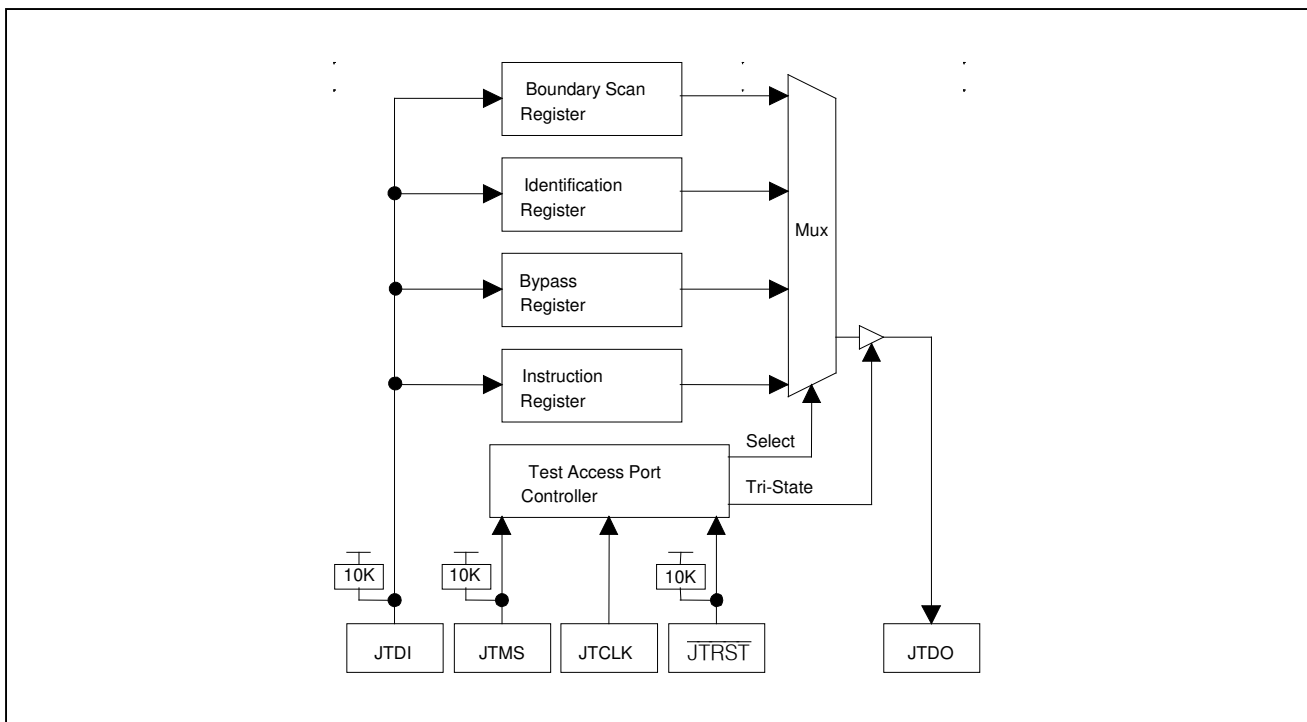 Boundary Scan
Register
Identification
Register
Mux
Bypass
Register
Instruction
Register
Select
Test Access Port
Controller
Tri-State
10K
10K
10K
JTDI
JTMS
JTCLK
JTRST
JTDO